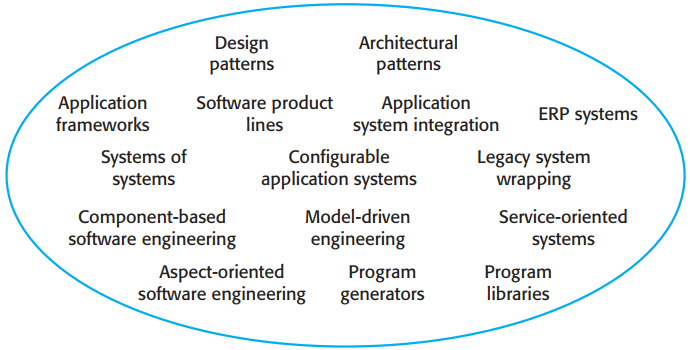 Design
patterns
Architectural
patterns
Application
frameworks
Software product
lines
Application
system integration
ERP systems
Systems of
systems
Configurable
application systems
Legacy system
wrapping
Component-based
software engineering
Model-driven
engineering
Service-oriented
systems
Aspect-oriented
software engineering
Program
generators
Program
libraries